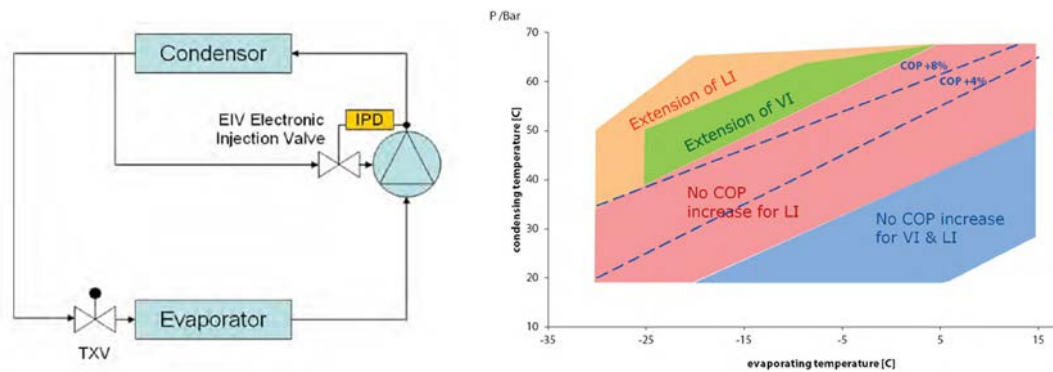 Condensor
EIV Electronic
Injection Valve
IPD
TXV
Evaporator
P /Bar
condensing temperature [C]
70
60
50
40
30
20
10
Extension of LI
Extension of VI
COP +8%
COP +4%
No COP
increase for LI
No COP increase
for VI & LI
-35
-25
-15
-5
5
15
evaporating temperature [C]